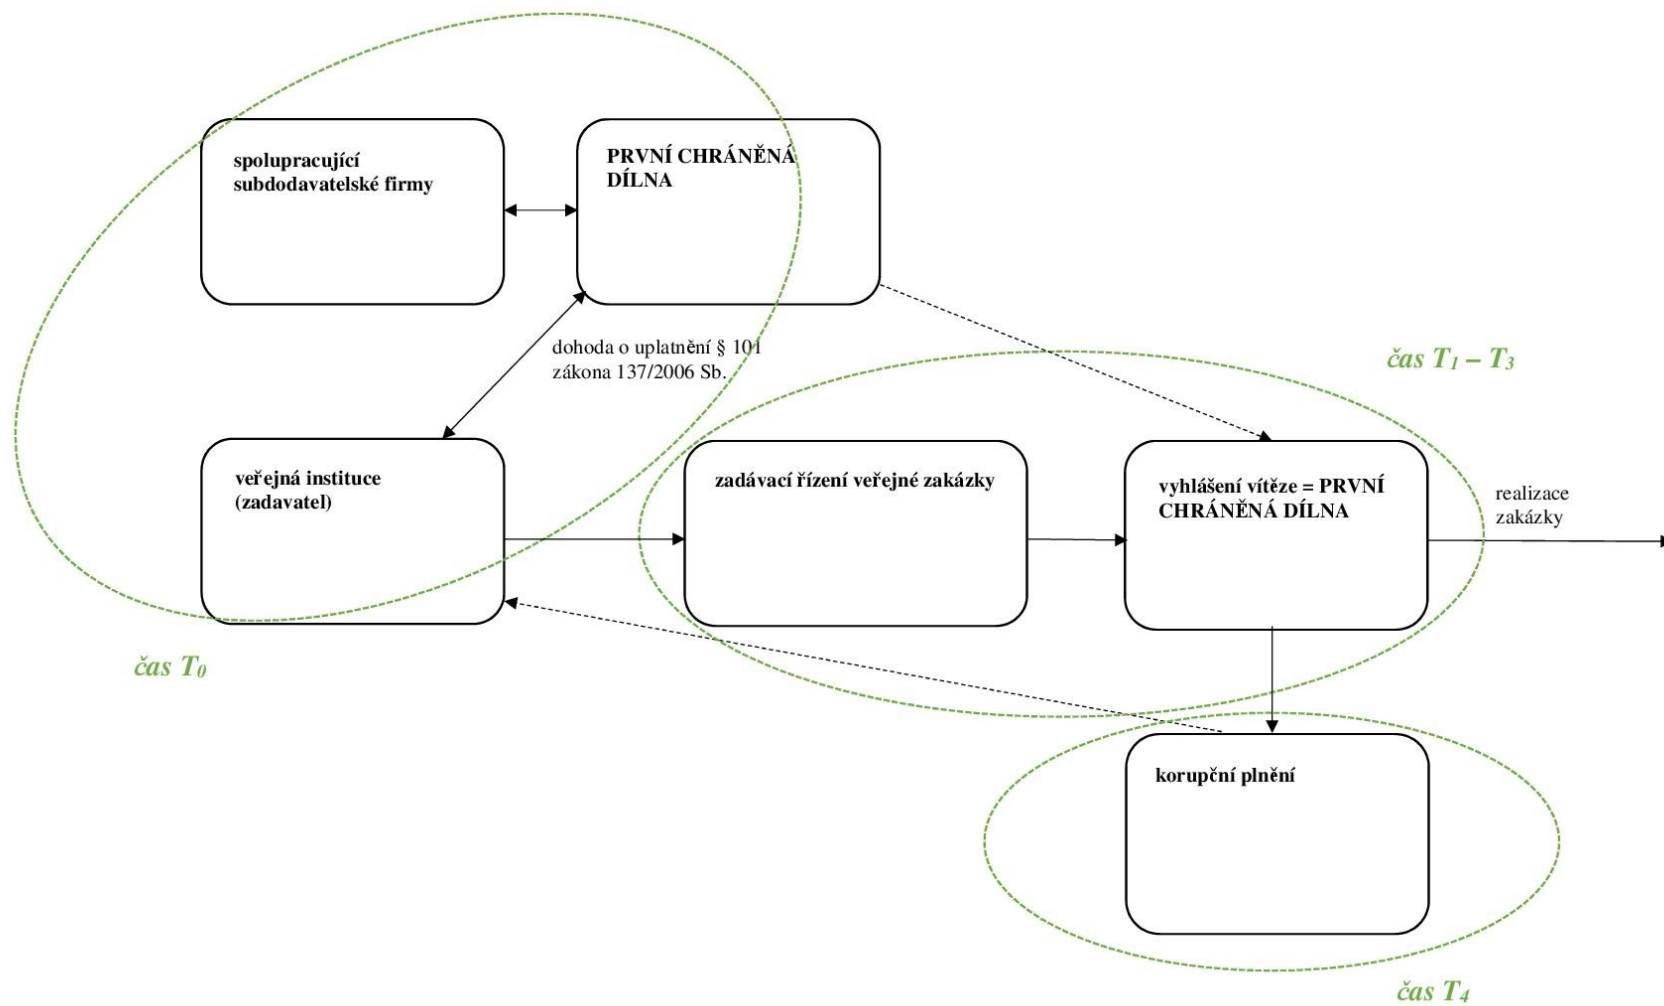 spolupracující
subdodavatelské firmy
PRVNÍ CHRÁNĚNÁ
DÍLNA
dohoda o uplatnění § 101
zákona 137/2006 Sb.
čas T₁ – T₃
veřejná instituce
(zadavatel)
zadávací řízení veřejné zakázky
vyhlášení vítěze = PRVNÍ
CHRÁNĚNÁ DÍLNA
realizace
zakázky
čas T₀
korupční plnění
čas T₄